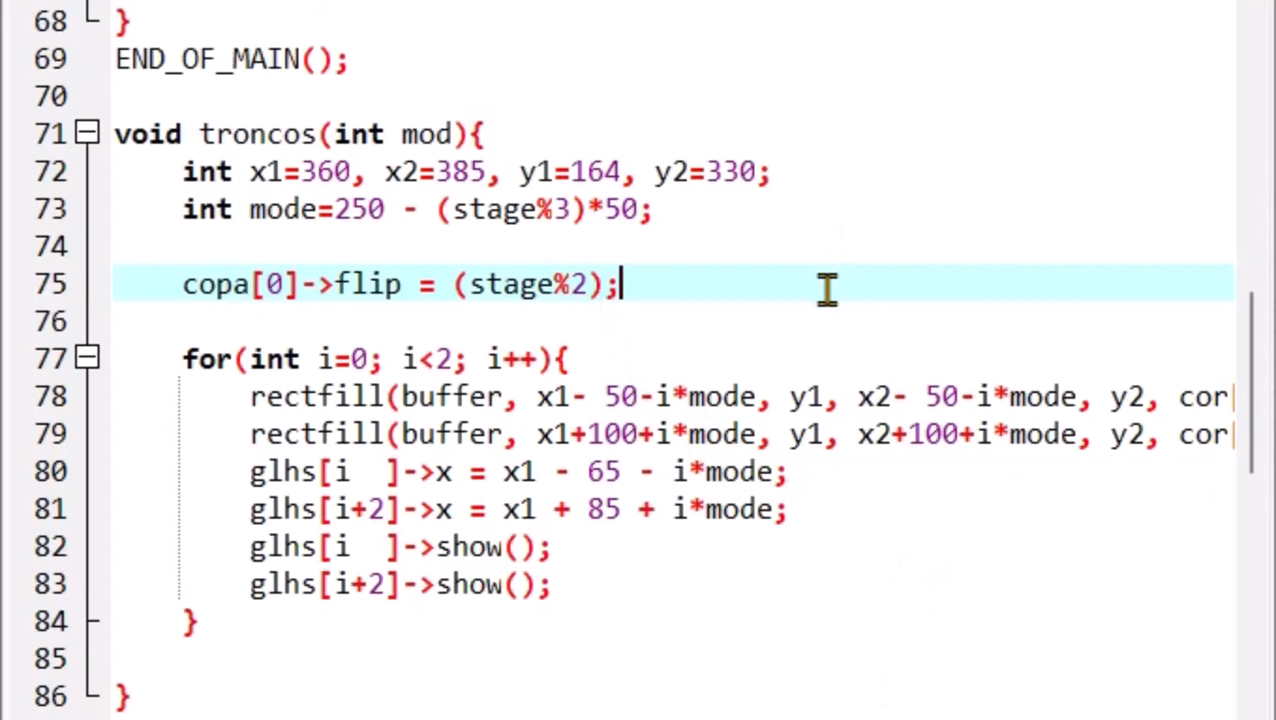 68 }
69 END_OF_MAIN();
70
71 void troncos(int mod){
72 int x1=360, x2=385, y1=164, y2=330;
73 int mode=250 - (stage%3)*50;
74
75 copa[0]->flip = (stage%2);
76
77 for(int i=0; i<2; i++){
78 rectfill(buffer, x1- 50-i*mode, y1, x2- 50-i*mode, y2, cor
79 rectfill(buffer, x1+100+i*mode, y1, x2+100+i*mode, y2, cor
80 glhs[i  ]->x = x1 - 65 - i*mode;
81 glhs[i+2]->x = x1 + 85 + i*mode;
82 glhs[i  ]->show();
83 glhs[i+2]->show();
84 }
85
86 }